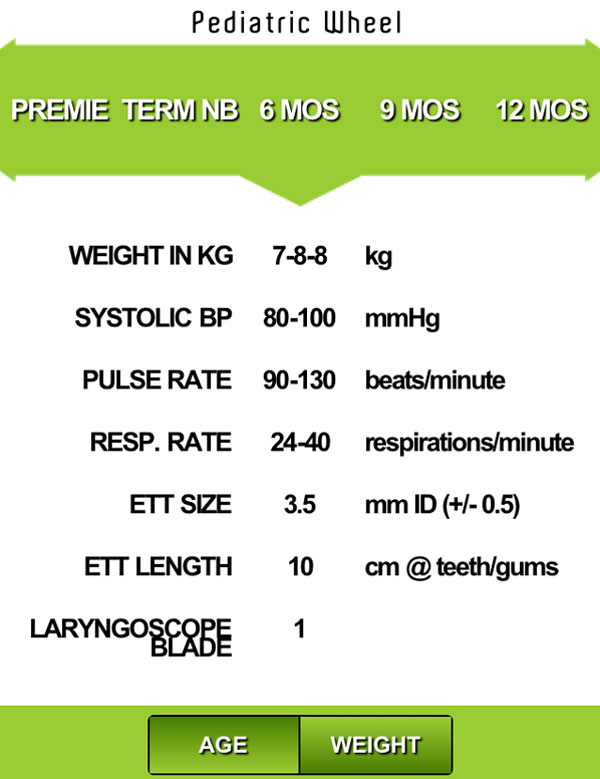 Pediatric Wheel
PREMIE TERM NB 6 MOS 9 MOS 12 MOS
WEIGHT IN KG 7-8-8 kg
SYSTOLIC BP 80-100 mmHg
PULSE RATE 90-130 beats/minute
RESP. RATE 24-40 respirations/minute
ETT SIZE 3.5 mm ID (+/- 0.5)
ETT LENGTH 10 cm @ teeth/gums
LARYNGOSCOPE 1
BLADE
AGE WEIGHT